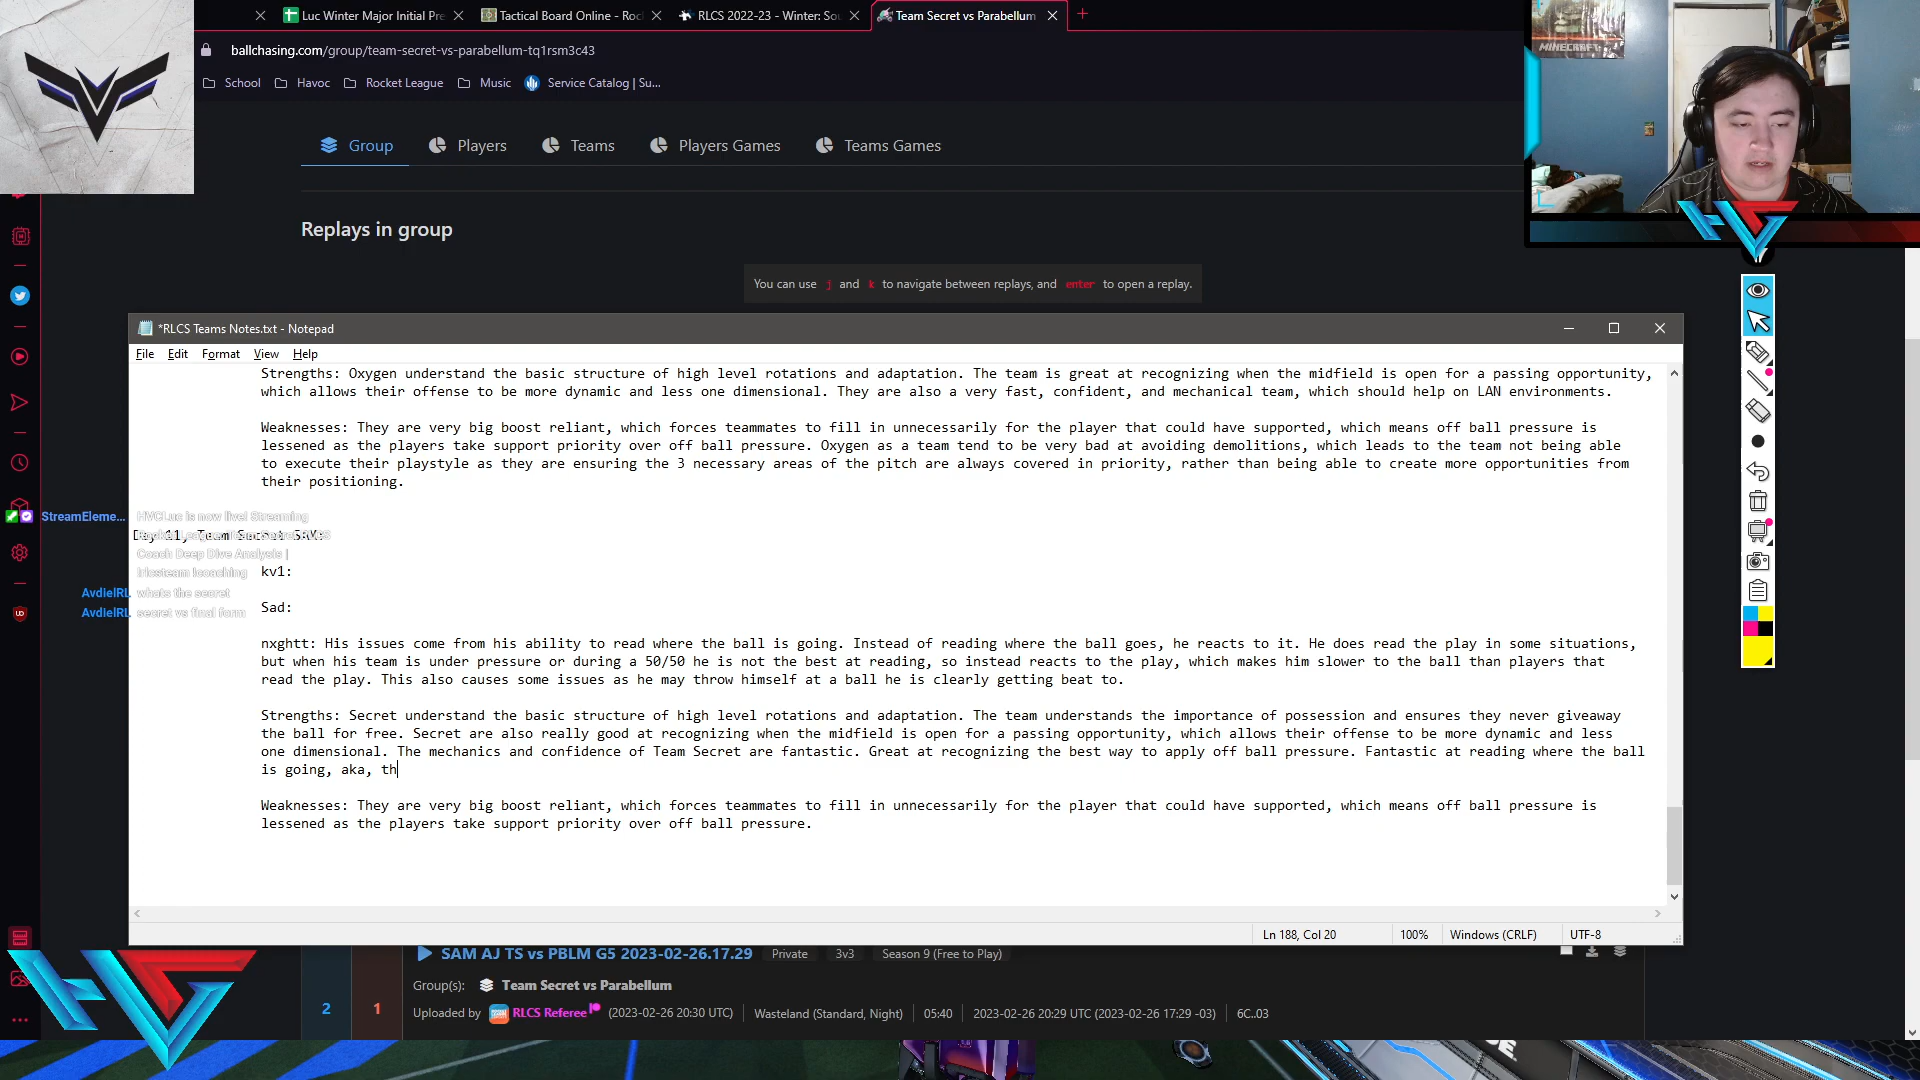 Luc Winter Major Initial Pre
Tactical Board Online - Roc
RLCS 2022-23 - Winter: Sou
Team Secret vs Parabellum
ballchasing.com/group/team-secret-vs-parabellum-tq1rsm3c43
School
Havoc
Rocket League
Music
Service Catalog | Su...
MINECRAFT
Group
Players
Teams
Players Games
Teams Games
Replays in group
You can use j and k to navigate between replays, and enter to open a replay.
*RLCS Teams Notes.txt - Notepad
File Edit Format View Help
Strengths: Oxygen understand the basic structure of high level rotations and adaptation. The team is great at recognizing when the midfield is open for a passing opportunity,
which allows their offense to be more dynamic and less one dimensional. They are also a very fast, confident, and mechanical team, which should help on LAN environments.
Weaknesses: They are very big boost reliant, which forces teammates to fill in unnecessarily for the player that could have supported, which means off ball pressure is
lessened as the players take support priority over off ball pressure. Oxygen as a team tend to be very bad at avoiding demolitions, which leads to the team not being able
to execute their playstyle as they are ensuring the 3 necessary areas of the pitch are always covered in priority, rather than being able to create more opportunities from
their positioning.
StreamEleme...
HVCLuc is now live! Streaming
Day 11, Team Secret SAM:
Coach Deep Dive Analysis |
kv1:
AvdielRL whats the secret
Sad:
AvdielRL secret vs final form
nxghtt: His issues come from his ability to read where the ball is going. Instead of reading where the ball goes, he reacts to it. He does read the play in some situations,
but when his team is under pressure or during a 50/50 he is not the best at reading, so instead reacts to the play, which makes him slower to the ball than players that
read the play. This also causes some issues as he may throw himself at a ball he is clearly getting beat to.
Strengths: Secret understand the basic structure of high level rotations and adaptation. The team understands the importance of possession and ensures they never giveaway
the ball for free. Secret are also really good at recognizing when the midfield is open for a passing opportunity, which allows their offense to be more dynamic and less
one dimensional. The mechanics and confidence of Team Secret are fantastic. Great at recognizing the best way to apply off ball pressure. Fantastic at reading where the ball
is going, aka, th
Weaknesses: They are very big boost reliant, which forces teammates to fill in unnecessarily for the player that could have supported, which means off ball pressure is
lessened as the players take support priority over off ball pressure.
Ln 188, Col 20
100%
Windows (CRLF)
UTF-8
SAM AJ TS vs PBLM G5 2023-02-26.17.29
Private
3v3
Season 9 (Free to Play)
Group(s): Team Secret vs Parabellum
2
1
Uploaded by RLCS Referee (2023-02-26 20:30 UTC)
Wasteland (Standard, Night)
05:40
2023-02-26 20:29 UTC (2023-02-26 17:29 -03)
6C..03